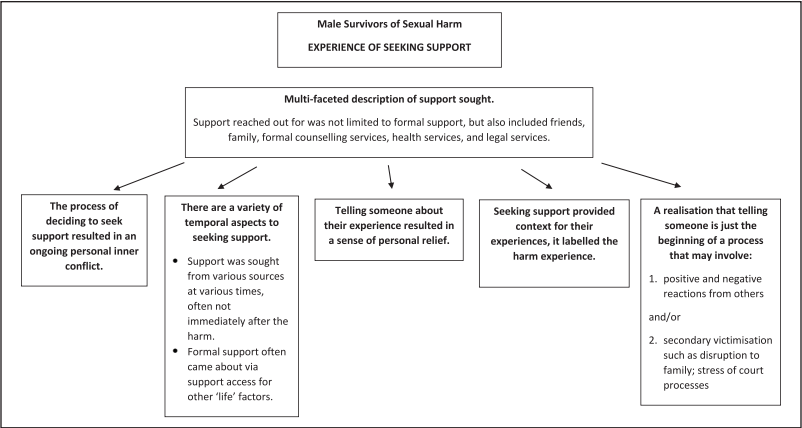 Male Survivors of Sexual Harm
EXPERIENCE OF SEEKING SUPPORT
Multi-faceted description of support sought.
Support reached out for was not limited to formal support, but also included friends,
family, formal counselling services, health services, and legal services.
The process of
deciding to seek
support resulted in an
ongoing personal inner
conflict.
There are a variety of
temporal aspects to
seeking support.
• Support was sought
from various sources
at various times,
often not
immediately after the
harm.
• Formal support often
came about via
support access for
other ‘life’ factors.
Telling someone about
their experience resulted in
a sense of personal relief.
Seeking support provided
context for their
experiences, it labelled the
harm experience.
A realisation that telling
someone is just the
beginning of a process
that may involve:
1. positive and negative
reactions from others
and/or
2. secondary victimisation
such as disruption to
family; stress of court
processes